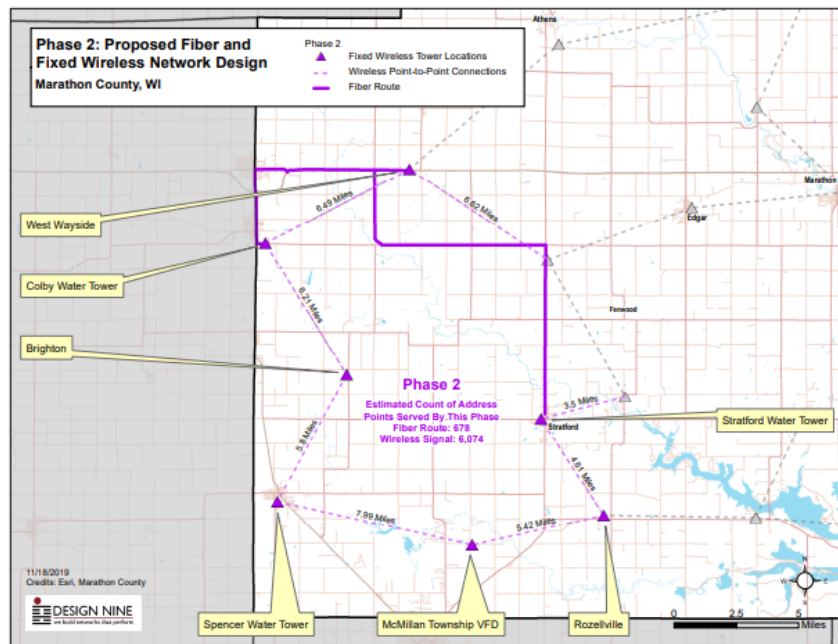 Phase 2: Proposed Fiber and
Fixed Wireless Network Design
Marathon County, WI
Phase 2
Fixed Wireless Tower Locations
Wireless Point-to-Point Connections
Fiber Route
Athens
Marathon
Edgar
West Wayside
6.49 Miles
6.62 Miles
Colby Water Tower
6.21 Miles
Fenwood
Brighton
Phase 2
Estimated Count of Address
Points Served By This Phase
Fiber Route: 678
Wireless Signal: 6,074
3.5 Miles
Stratford
Stratford Water Tower
5.8 Miles
4.61 Miles
7.99 Miles
5.42 Miles
11/18/2019
Credits: Esri, Marathon County
DESIGN NINE
we build networks that perform
Spencer Water Tower
McMillan Township VFD
Rozellville
N
W
E
S
0 2.5 5
Miles